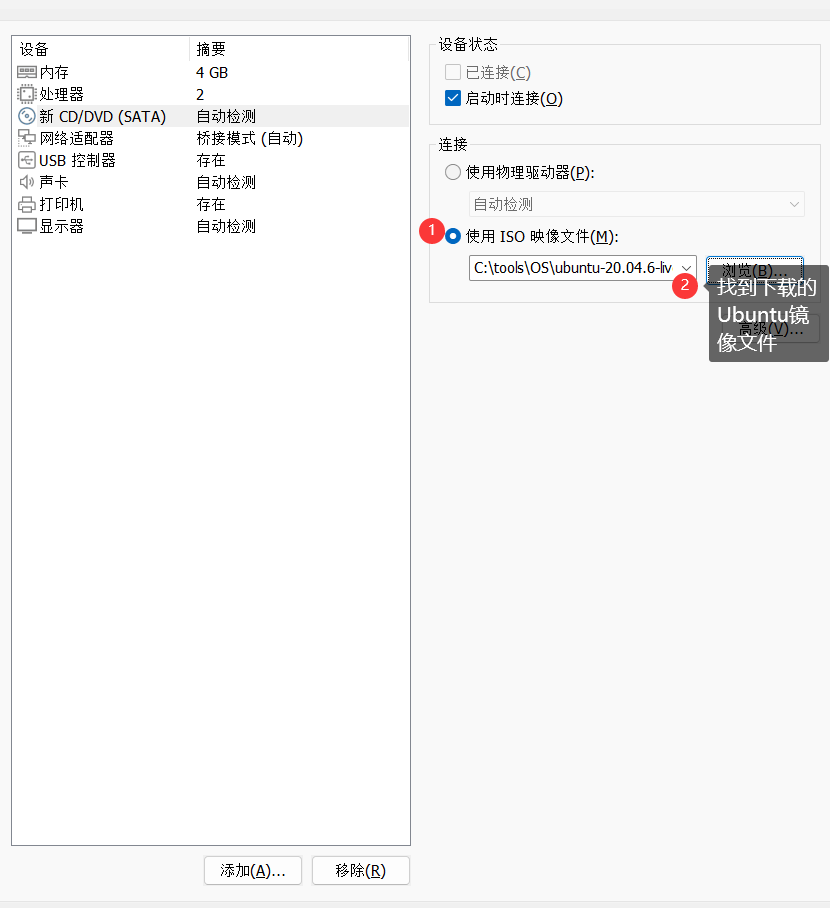 设备 摘要
内存 4 GB
处理器 2
新 CD/DVD (SATA) 自动检测
网络适配器 桥接模式 (自动)
USB 控制器 存在
声卡 自动检测
打印机 存在
显示器 自动检测
添加(A)... 移除(R)
设备状态
已连接(C)
启动时连接(O)
连接
使用物理驱动器(P):
自动检测
1
使用 ISO 映像文件(M):
C:\tools\OS\ubuntu-20.04.6-liv
浏览(B)...
2
找到下载的
Ubuntu镜
像文件
高级(V)...